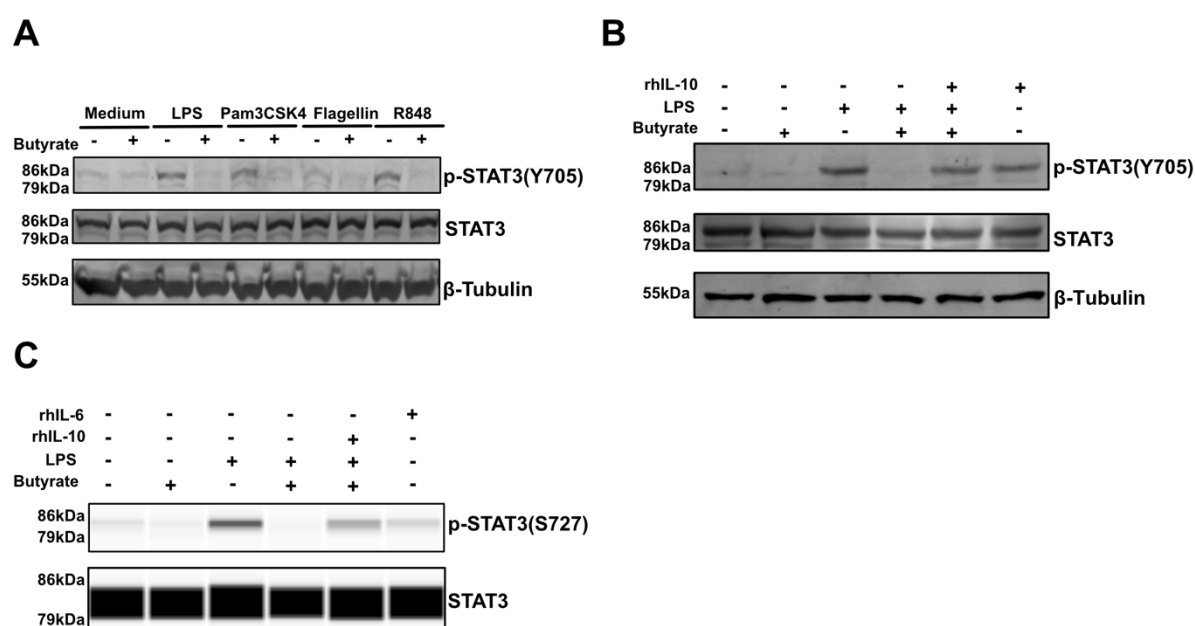 A
Medium LPS Pam3CSK4 Flagellin R848
Butyrate - + - + - + - + - +
86kDa
79kDa
p-STAT3(Y705)
86kDa
79kDa
STAT3
55kDa
β-Tubulin
B
rhIL-10 - - - - + +
LPS - - + + + -
Butyrate - + - + + -
86kDa
79kDa
p-STAT3(Y705)
86kDa
79kDa
STAT3
55kDa
β-Tubulin
C
rhIL-6 - - - - - +
rhIL-10 - - - - + -
LPS - - + + + -
Butyrate - + - + + -
86kDa
79kDa
p-STAT3(S727)
86kDa
79kDa
STAT3